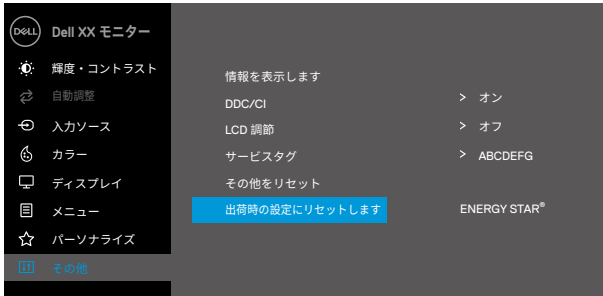 DELL Dell XX モニター
輝度・コントラスト
自動調整
入力ソース
カラー
ディスプレイ
メニュー
パーソナライズ
その他
情報を表示します
DDC/CI > オン
LCD 調節 > オフ
サービスタグ > ABCDEFG
その他をリセット
出荷時の設定にリセットします ENERGY STAR®